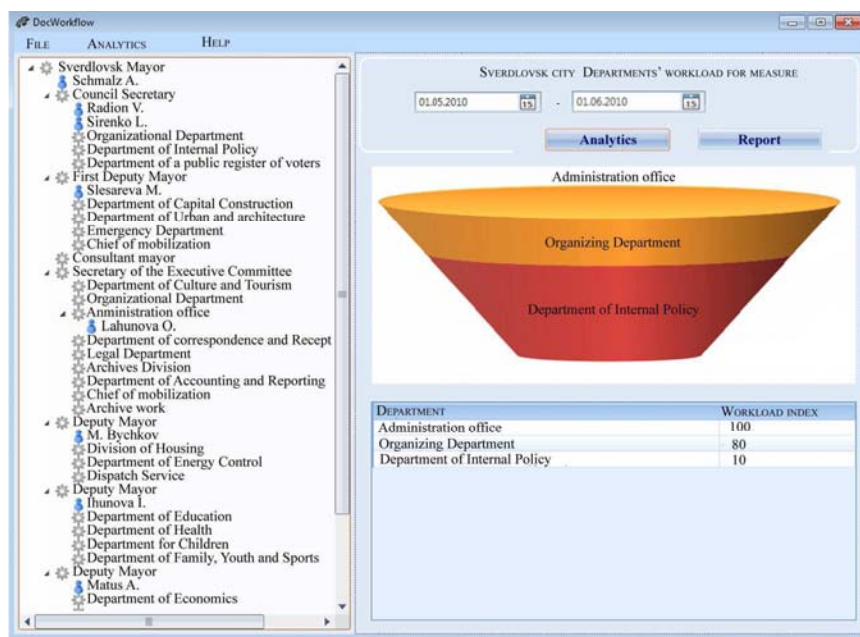 DocWorkflow
FILE ANALYTICS HELP
Sverdlovsk Mayor
Schmalz A.
Council Secretary
Radion V.
Sirenko L.
Organizational Department
Department of Internal Policy
Department of a public register of voters
First Deputy Mayor
Slesareva M.
Department of Capital Construction
Department of Urban and architecture
Emergency Department
Chief of mobilization
Consultant mayor
Secretary of the Executive Committee
Department of Culture and Tourism
Organizational Department
Anministration office
Lahunova O.
Department of correspondence and Recept
Legal Department
Archives Division
Department of Accounting and Reporting
Chief of mobilization
Archive work
Deputy Mayor
M. Bychkov
Division of Housing
Department of Energy Control
Dispatch Service
Deputy Mayor
Ihunova I.
Department of Education
Department of Health
Department for Children
Department of Family, Youth and Sports
Deputy Mayor
Matus A.
Department of Economics
SVERDLOVSK CITY DEPARTMENTS' WORKLOAD FOR MEASURE
01.05.2010 15 - 01.06.2010 15
Analytics Report
Administration office
Organizing Department
Department of Internal Policy
DEPARTMENT WORKLOAD INDEX
Administration office 100
Organizing Department 80
Department of Internal Policy 10